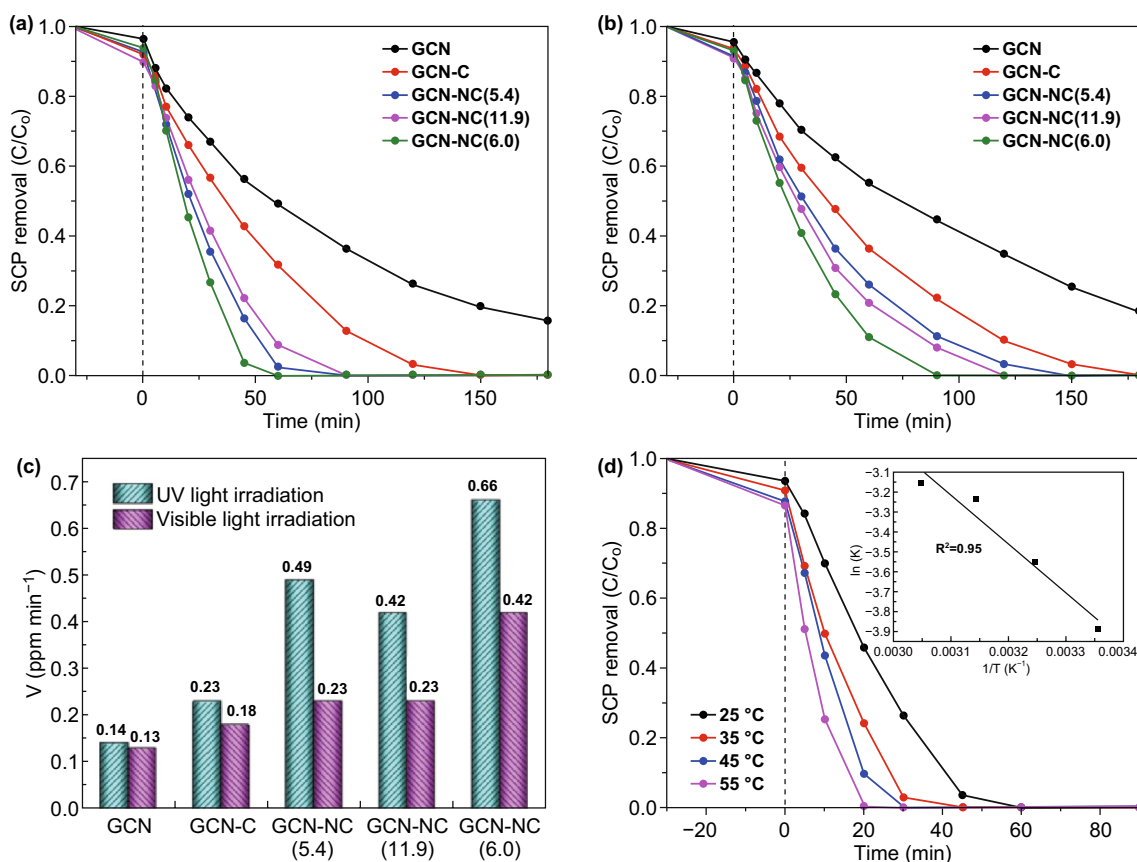 (a)
1.0
0.8
0.6
0.4
0.2
0.0
SCP removal (C/Co)
GCN
GCN-C
GCN-NC(5.4)
GCN-NC(11.9)
GCN-NC(6.0)
0 50 100 150
Time (min)
(b)
1.0
0.8
0.6
0.4
0.2
0.0
SCP removal (C/Co)
GCN
GCN-C
GCN-NC(5.4)
GCN-NC(11.9)
GCN-NC(6.0)
0 50 100 150
Time (min)
(c)
0.7
0.6
0.5
0.4
0.3
0.2
0.1
0.0
V (ppm min−1)
UV light irradiation
Visible light irradiation
0.14 0.13
0.23 0.18
0.49 0.23
0.42 0.23
0.66 0.42
GCN GCN-C GCN-NC GCN-NC GCN-NC
(5.4) (11.9) (6.0)
(d)
1.0
0.8
0.6
0.4
0.2
0.0
SCP removal (C/Co)
25 °C
35 °C
45 °C
55 °C
−20 0 20 40 60 80
Time (min)
-3.1
-3.2
-3.3
-3.4
-3.5
-3.6
-3.7
-3.8
-3.9
ln (K)
R2=0.95
0.0030 0.0031 0.0032 0.0033 0.0034
1/T (K−1)